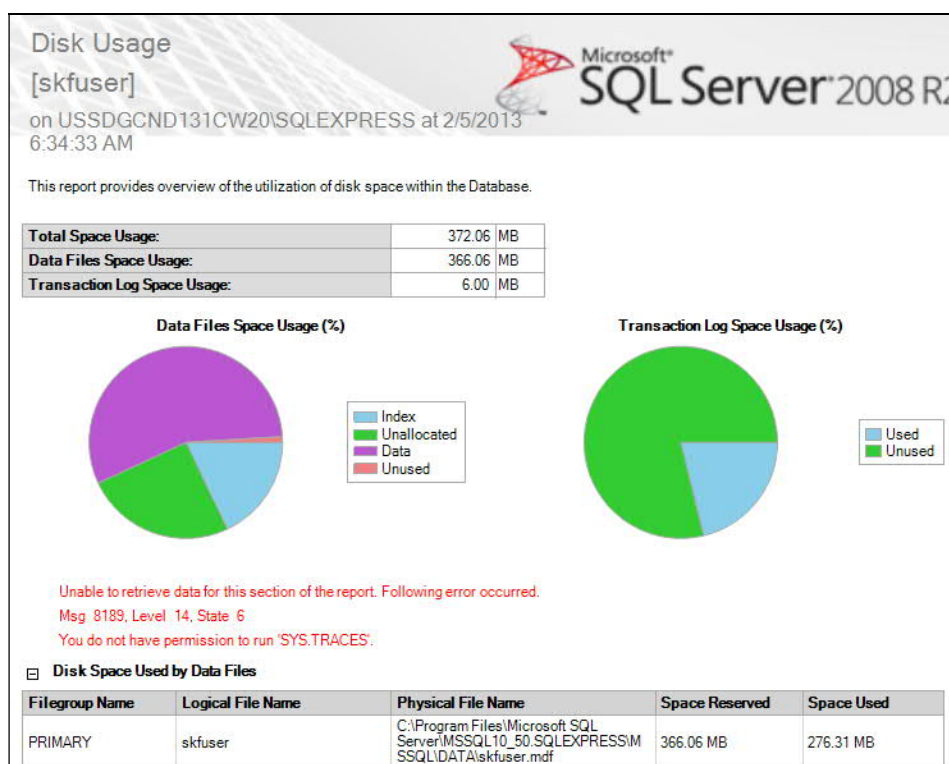 Disk Usage
[skfuser]
on USSDGCND131CW20\SQLEXPRESS at 2/5/2013
6:34:33 AM
Microsoft®
SQL Server® 2008 R2
This report provides overview of the utilization of disk space within the Database.
Total Space Usage: 372.06 MB
Data Files Space Usage: 366.06 MB
Transaction Log Space Usage: 6.00 MB
Data Files Space Usage (%)
Index
Unallocated
Data
Unused
Transaction Log Space Usage (%)
Used
Unused
Unable to retrieve data for this section of the report. Following error occurred.
Msg 8189, Level 14, State 6
You do not have permission to run 'SYS.TRACES'.
Disk Space Used by Data Files
Filegroup Name Logical File Name Physical File Name Space Reserved Space Used
PRIMARY skfuser C:\Program Files\Microsoft SQL
Server\MSSQL10_50.SQLEXPRESS\M
SSQL\DATA\skfuser.mdf 366.06 MB 276.31 MB